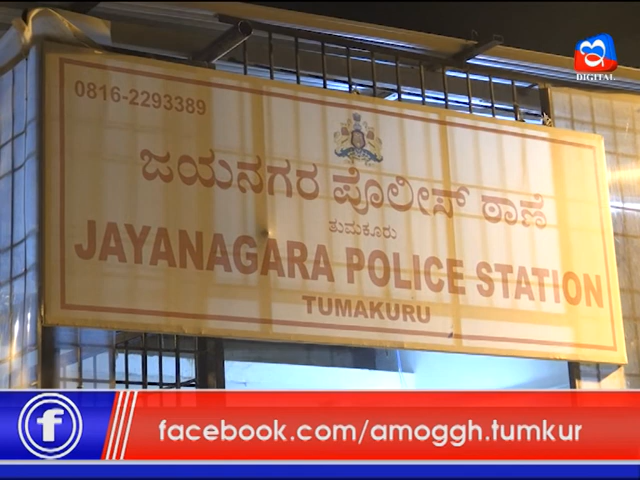 0816-2293389
ಜಯನಗರ ಪೊಲೀಸ್ ಠಾಣೆ
ತುಮಕೂರು
JAYANAGARA POLICE STATION
TUMAKURU
DIGITAL
f
facebook.com/amoggh.tumkur